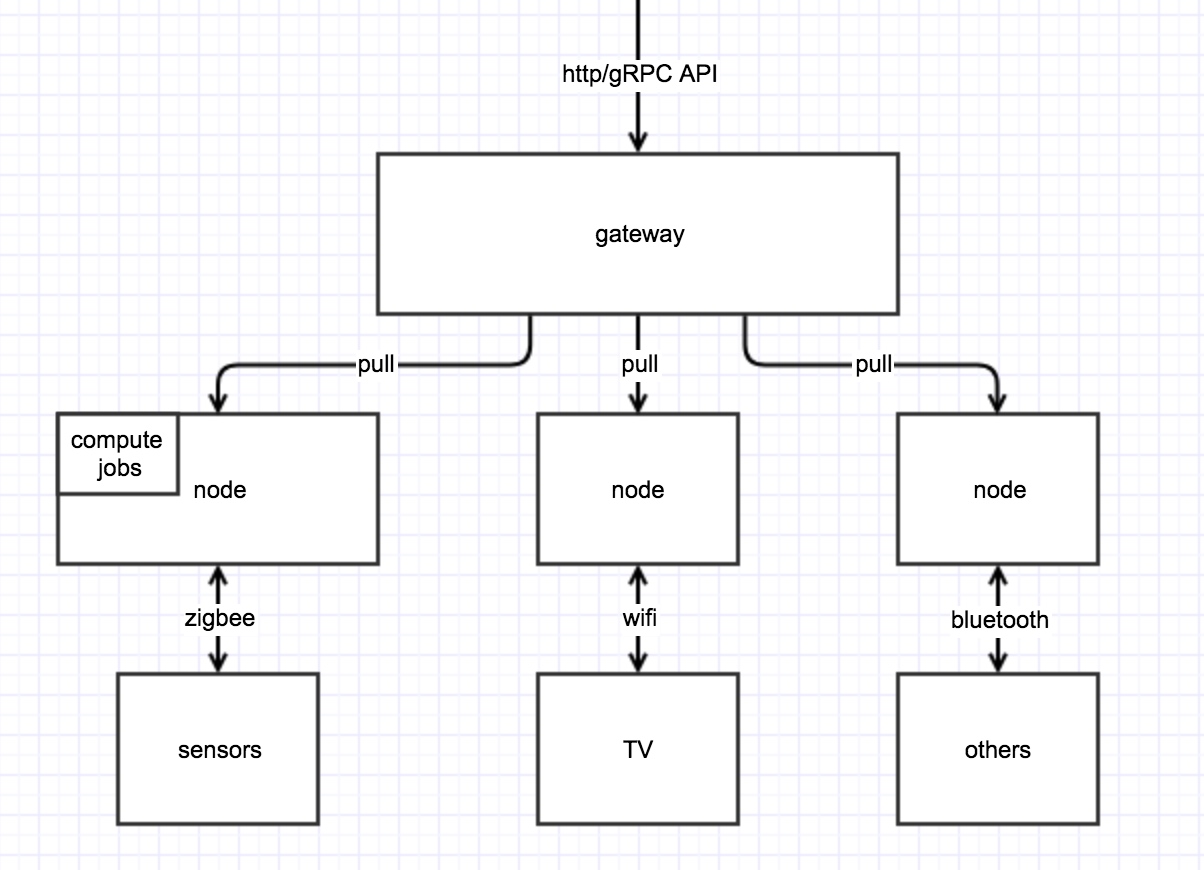 http/gRPC API
gateway
pull
pull
pull
compute
jobs
node
node
node
zigbee
wifi
bluetooth
sensors
TV
others